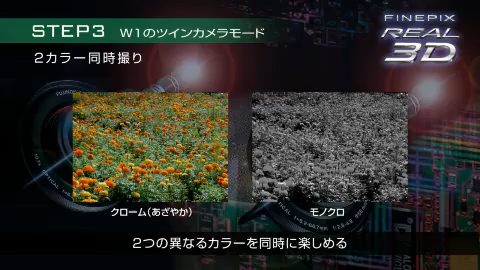 STEP3 W1のツインカメラモード
FINEPIX
REAL
3D
2カラー同時撮り
クローム(あざやか)
モノクロ
2つの異なるカラーを同時に楽しめる